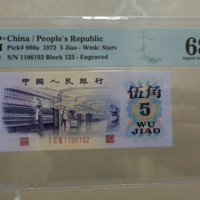 China / People's Republic
Pick# 880a 1972 5 Jiao - Wmk: Stars
S/N 1186192 Block 123 - Engraved
68
中国人民银行
伍角
5
WU
JIAO
1186192